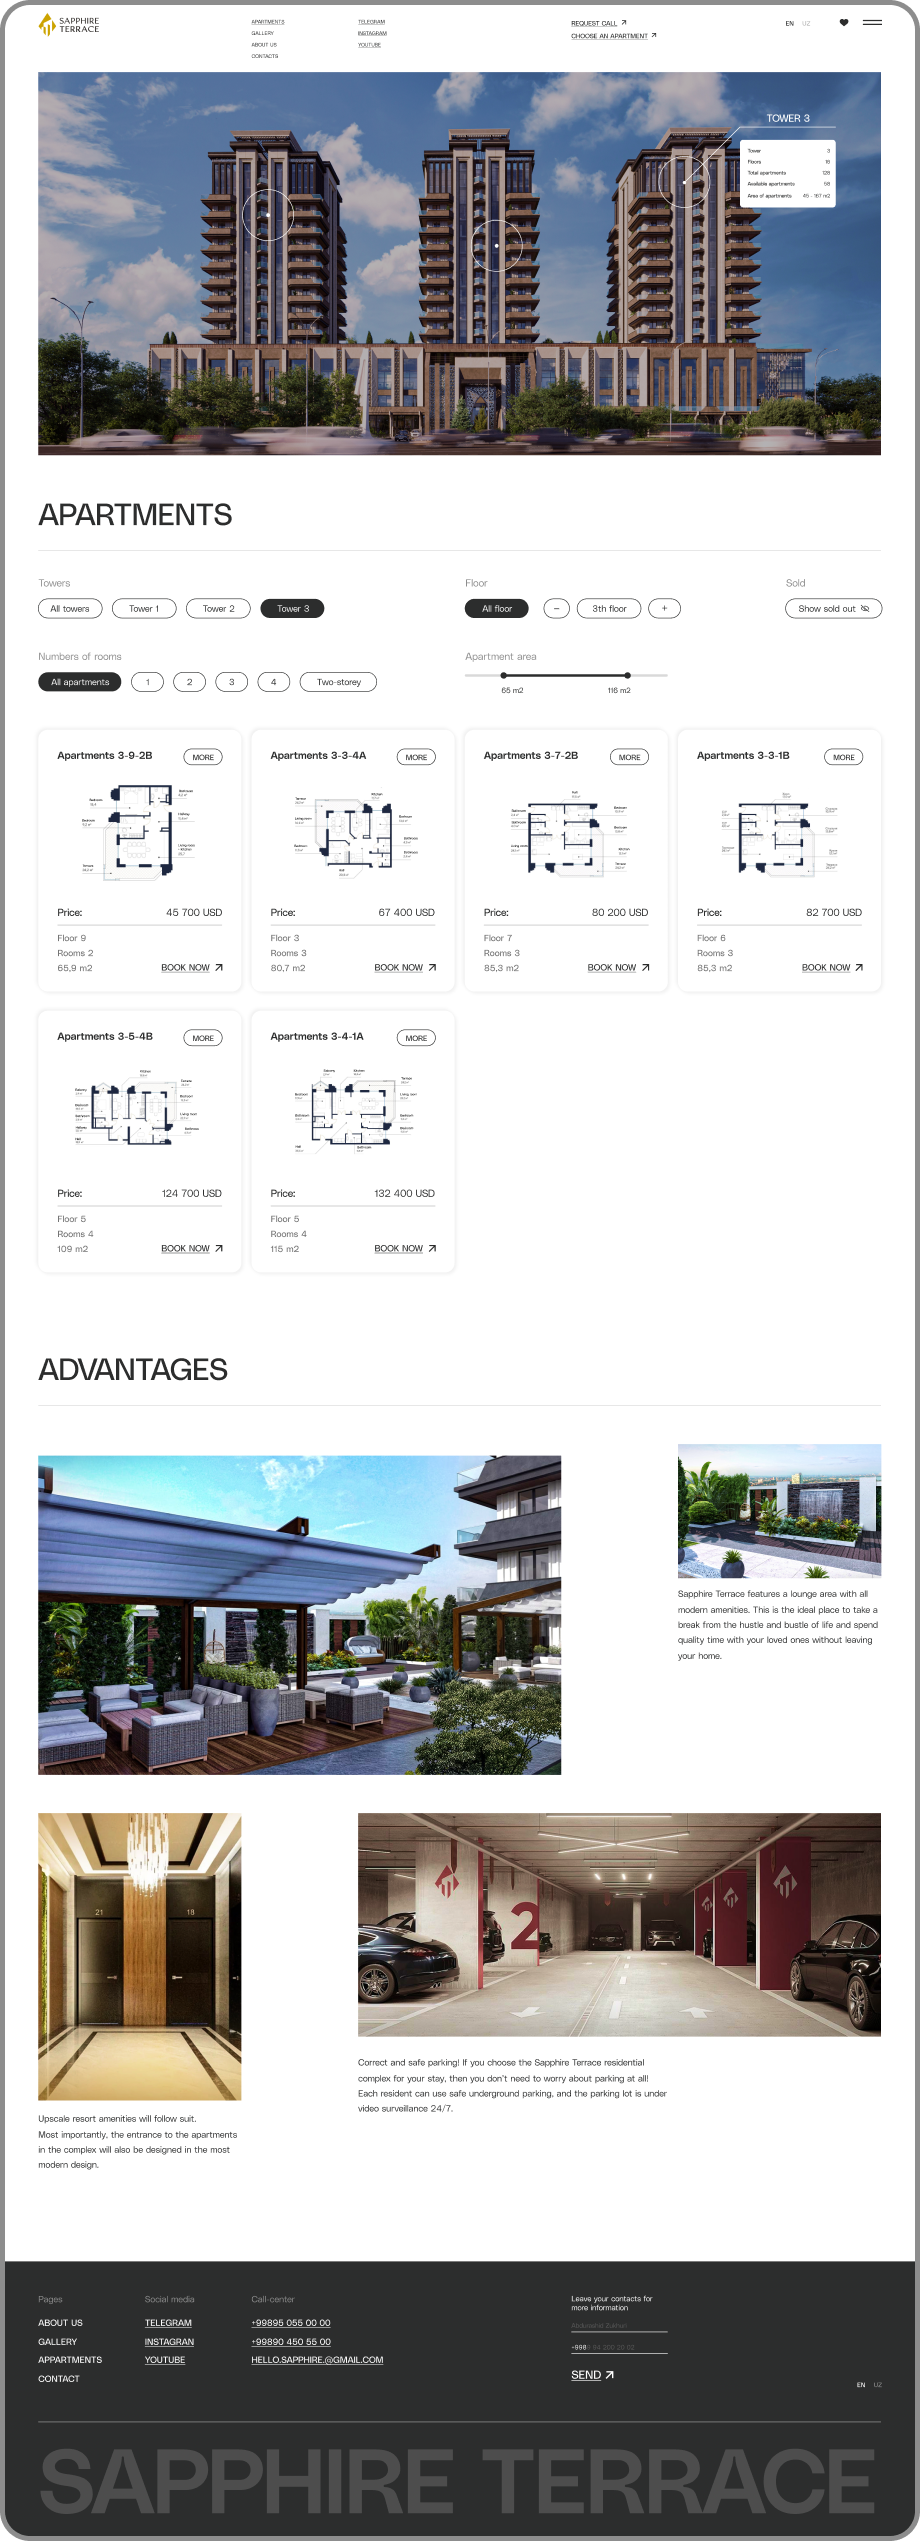 SAPPHIRE
TERRACE
APARTMENTS
GALLERY
ABOUT US
CONTACTS
TELEGRAM
INSTAGRAM
YOUTUBE
REQUEST CALL
CHOOSE AN APARTMENT
EN UZ
TOWER 3
Tower 3
Floors 16
Total apartments 128
Available apartments 58
Area of apartments 45 - 167 m2
APARTMENTS
Towers
All towers Tower 1 Tower 2 Tower 3
Floor
All floor – 3th floor +
Sold
Show sold out
Numbers of rooms
All apartments 1 2 3 4 Two-storey
Apartment area
65 m2 116 m2
Apartments 3-9-2B MORE
Price: 45 700 USD
Floor 9
Rooms 2
65,9 m2 BOOK NOW
Apartments 3-3-4A MORE
Price: 67 400 USD
Floor 3
Rooms 3
80,7 m2 BOOK NOW
Apartments 3-7-2B MORE
Price: 80 200 USD
Floor 7
Rooms 3
85,3 m2 BOOK NOW
Apartments 3-3-1B MORE
Price: 82 700 USD
Floor 6
Rooms 3
85,3 m2 BOOK NOW
Apartments 3-5-4B MORE
Price: 124 700 USD
Floor 5
Rooms 4
109 m2 BOOK NOW
Apartments 3-4-1A MORE
Price: 132 400 USD
Floor 5
Rooms 4
115 m2 BOOK NOW
ADVANTAGES
Sapphire Terrace features a lounge area with all
modern amenities. This is the ideal place to take a
break from the hustle and bustle of life and spend
quality time with your loved ones without leaving
your home.
21 18
2
Upscale resort amenities will follow suit.
Most importantly, the entrance to the apartments
in the complex will also be designed in the most
modern design.
Correct and safe parking! If you choose the Sapphire Terrace residential
complex for your stay, then you don't need to worry about parking at all!
Each resident can use safe underground parking, and the parking lot is under
video surveillance 24/7.
Pages
ABOUT US
GALLERY
APPARTMENTS
CONTACT
Social media
TELEGRAM
INSTAGRAN
YOUTUBE
Call-center
+99895 055 00 00
+99890 450 55 00
HELLO.SAPPHIRE.@GMAIL.COM
Leave your contacts for
more information
+998
SEND
EN UZ
SAPPHIRE TERRACE